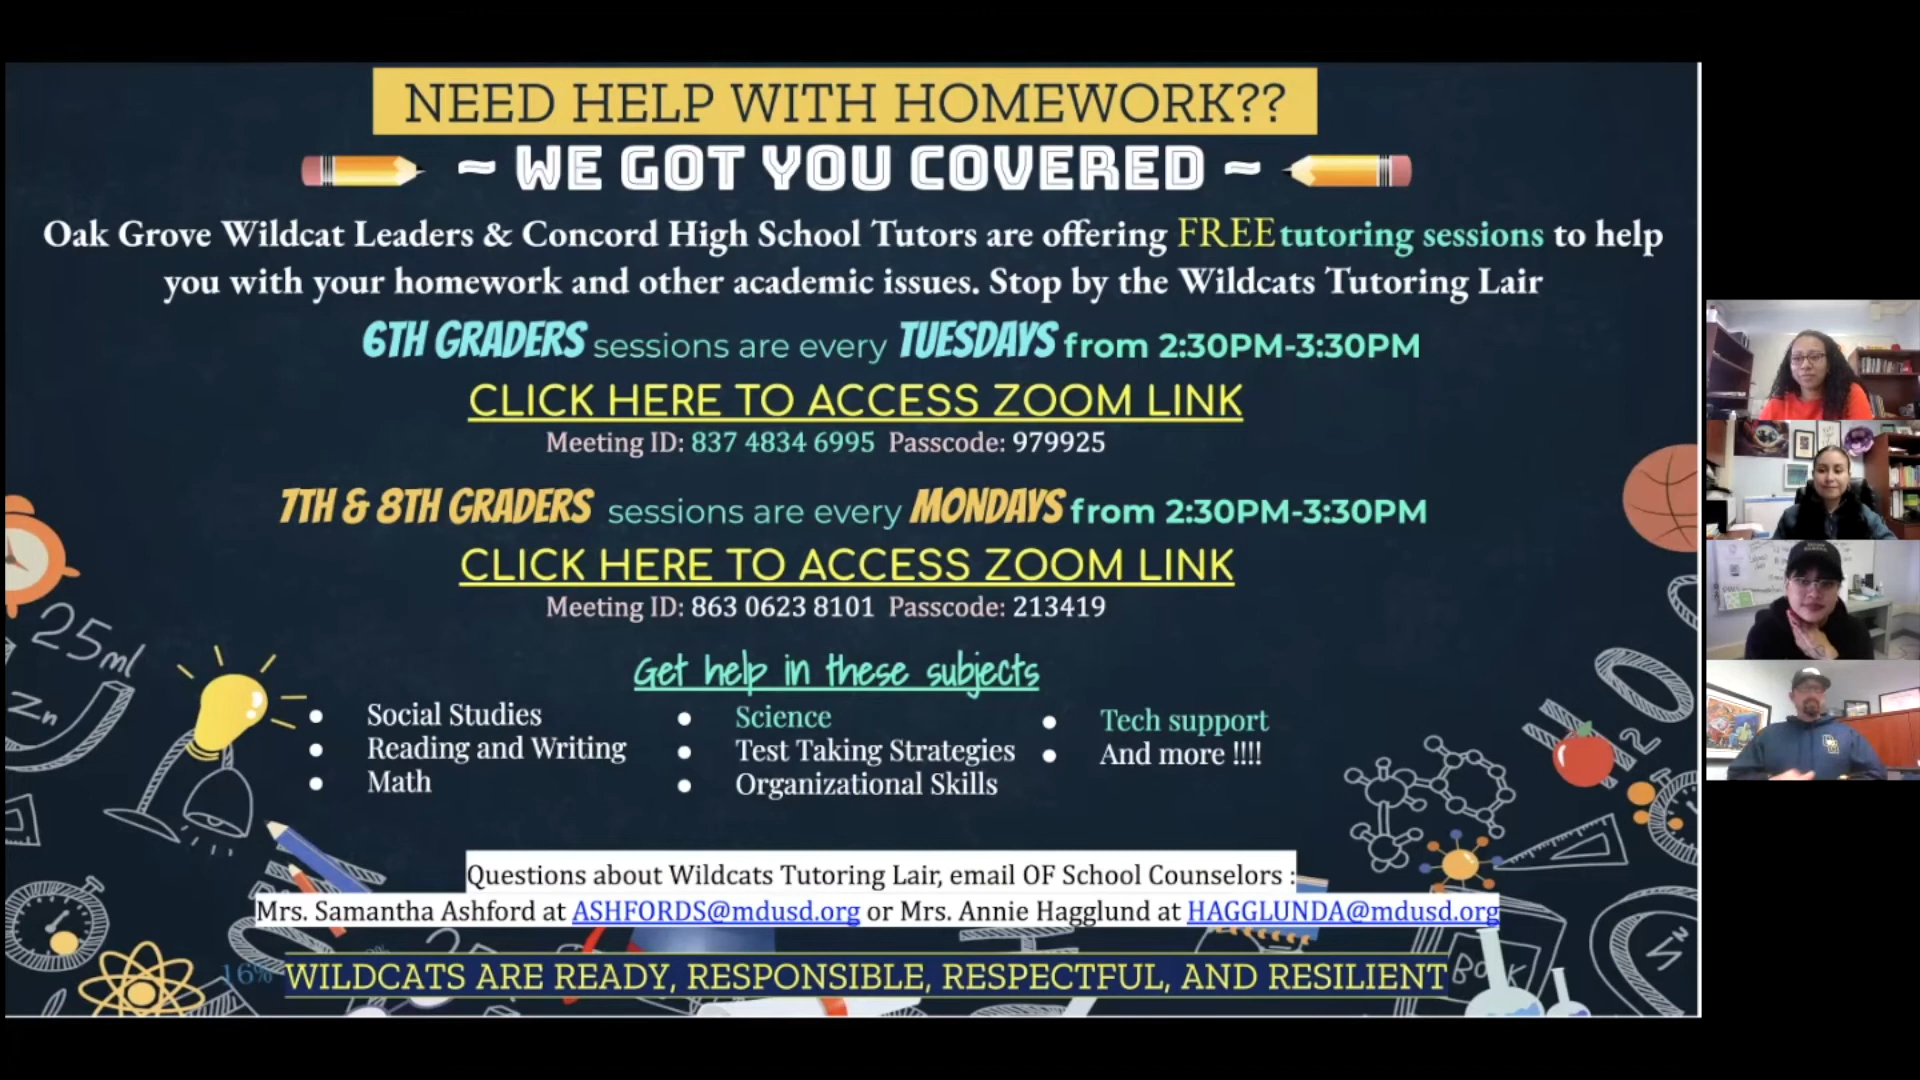 NEED HELP WITH HOMEWORK??
~ WE GOT YOU COVERED ~
Oak Grove Wildcat Leaders & Concord High School Tutors are offering FREE tutoring sessions to help
you with your homework and other academic issues. Stop by the Wildcats Tutoring Lair
6TH GRADERS sessions are every TUESDAYS from 2:30PM-3:30PM
CLICK HERE TO ACCESS ZOOM LINK
Meeting ID: 837 4834 6995 Passcode: 979925
7TH & 8TH GRADERS sessions are every MONDAYS from 2:30PM-3:30PM
CLICK HERE TO ACCESS ZOOM LINK
Meeting ID: 863 0623 8101 Passcode: 213419
25ml
Zn
Get help in these subjects
• Social Studies
• Reading and Writing
• Math
• Science
• Test Taking Strategies
• Organizational Skills
• Tech support
• And more !!!!
H2O
Questions about Wildcats Tutoring Lair, email OF School Counselors :
Mrs. Samantha Ashford at ASHFORDS@mdusd.org or Mrs. Annie Hagglund at HAGGLUNDA@mdusd.org
16%
WILDCATS ARE READY, RESPONSIBLE, RESPECTFUL, AND RESILIENT
BOOK